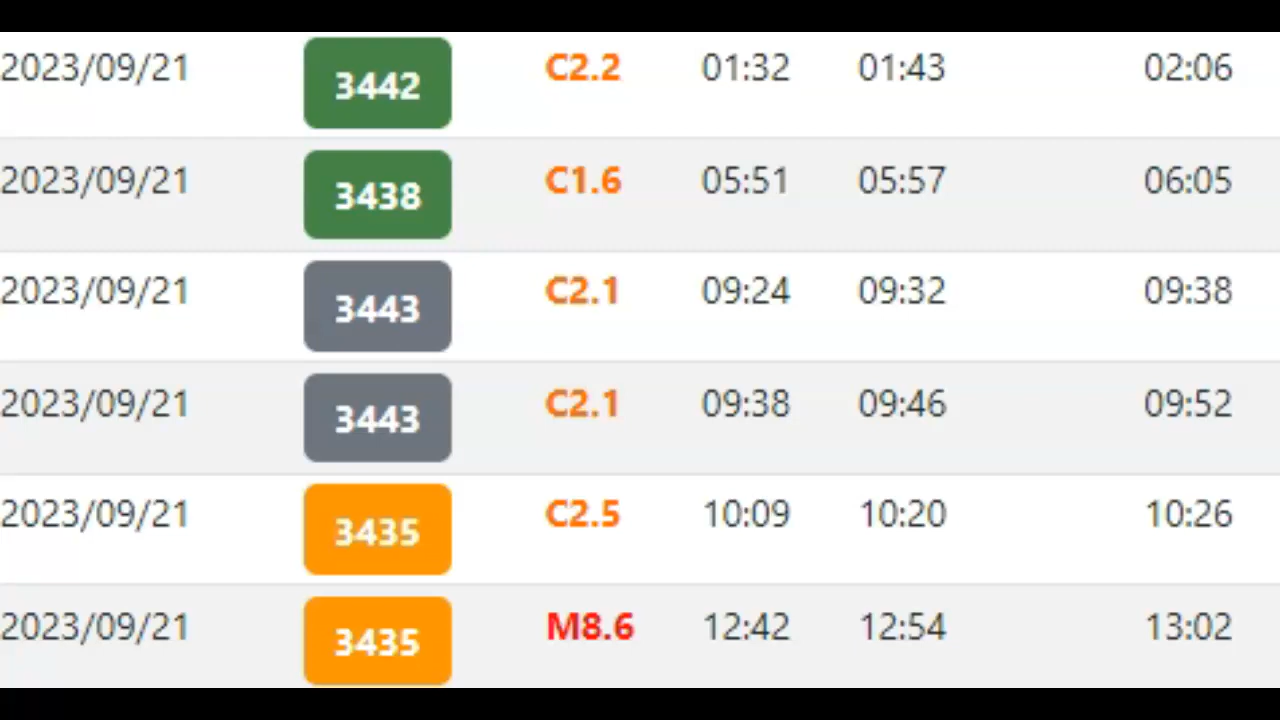 2023/09/21 3442 C2.2 01:32 01:43 02:06
2023/09/21 3438 C1.6 05:51 05:57 06:05
2023/09/21 3443 C2.1 09:24 09:32 09:38
2023/09/21 3443 C2.1 09:38 09:46 09:52
2023/09/21 3435 C2.5 10:09 10:20 10:26
2023/09/21 3435 M8.6 12:42 12:54 13:02